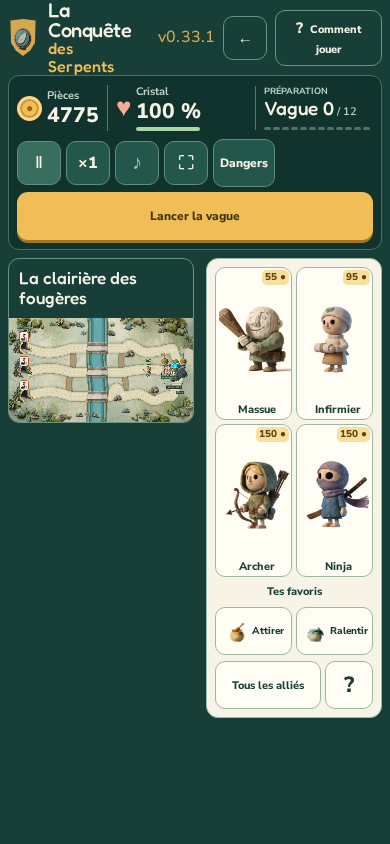 La
Conquête
des
Serpents
v0.33.1
←
? Comment
jouer
Pièces
4775
Cristal
100 %
PRÉPARATION
Vague 0 / 12
×1
♪
Dangers
Lancer la vague
La clairière des
fougères
55
Massue
95
Infirmier
150
Archer
150
Ninja
Tes favoris
Attirer
Ralentir
Tous les alliés
?